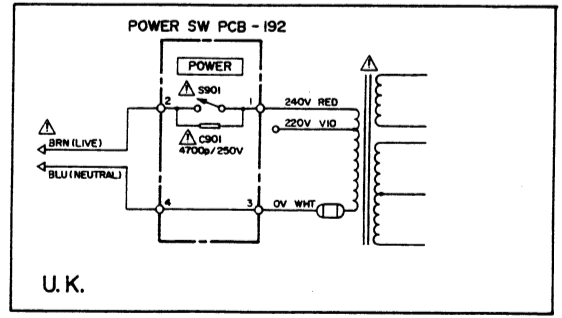 POWER SW PCB - 192
POWER
S901
2
1
240V RED
220V VIO
C901
4700p/250V
BRN (LIVE)
BLU (NEUTRAL)
4
3
0V WHT
U.K.